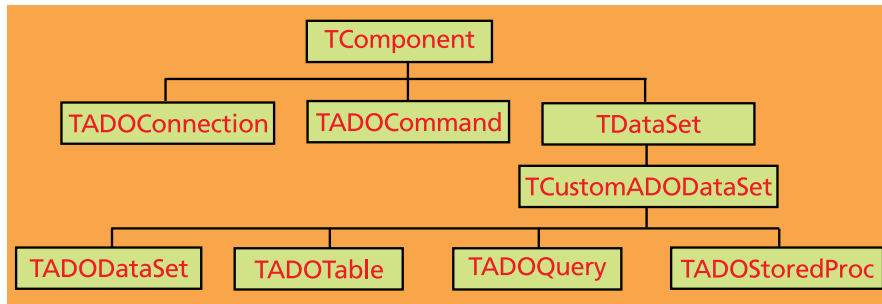 TComponent
TADOConnection
TADOCommand
TDataSet
TCustomADODataSet
TADODataSet
TADOTable
TADOQuery
TADOStoredProc